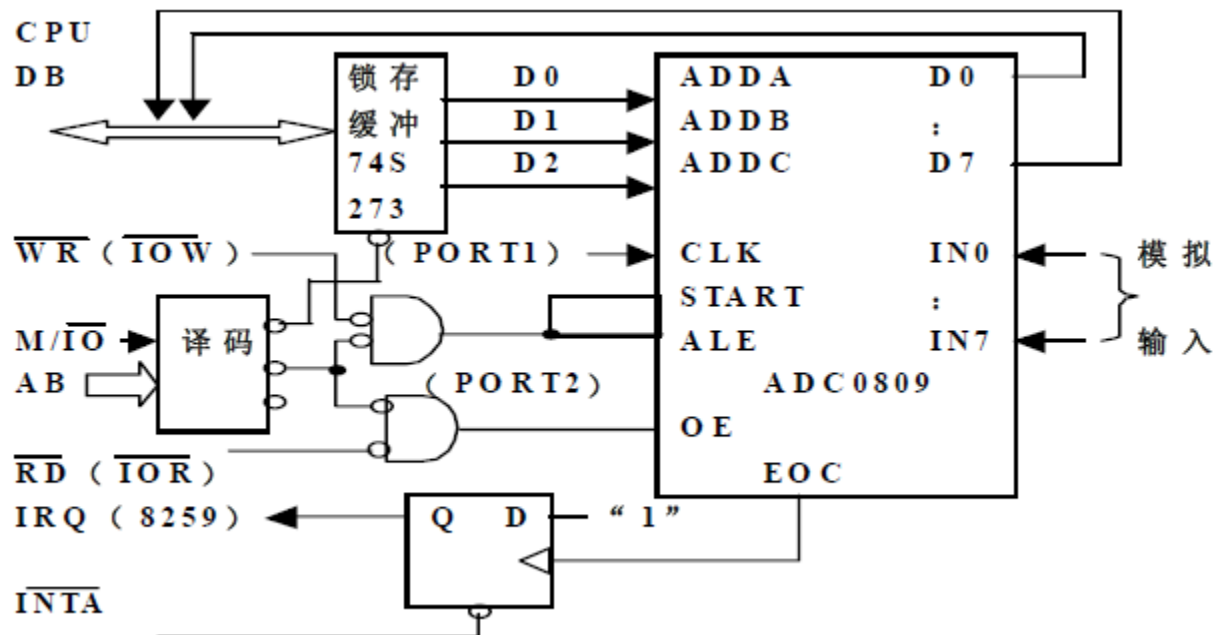 CPU
DB
锁存
缓冲
74S
273
D0
D1
D2
ADDA
ADDB
ADDC
D0
:
D7
WR (IOW)
(PORT1)
CLK
START
ALE
IN0
:
IN7
模拟
输入
M/IO
AB
译码
(PORT2)
ADC0809
OE
EOC
RD (IOR)
IRQ (8259)
Q D
“1”
INTA